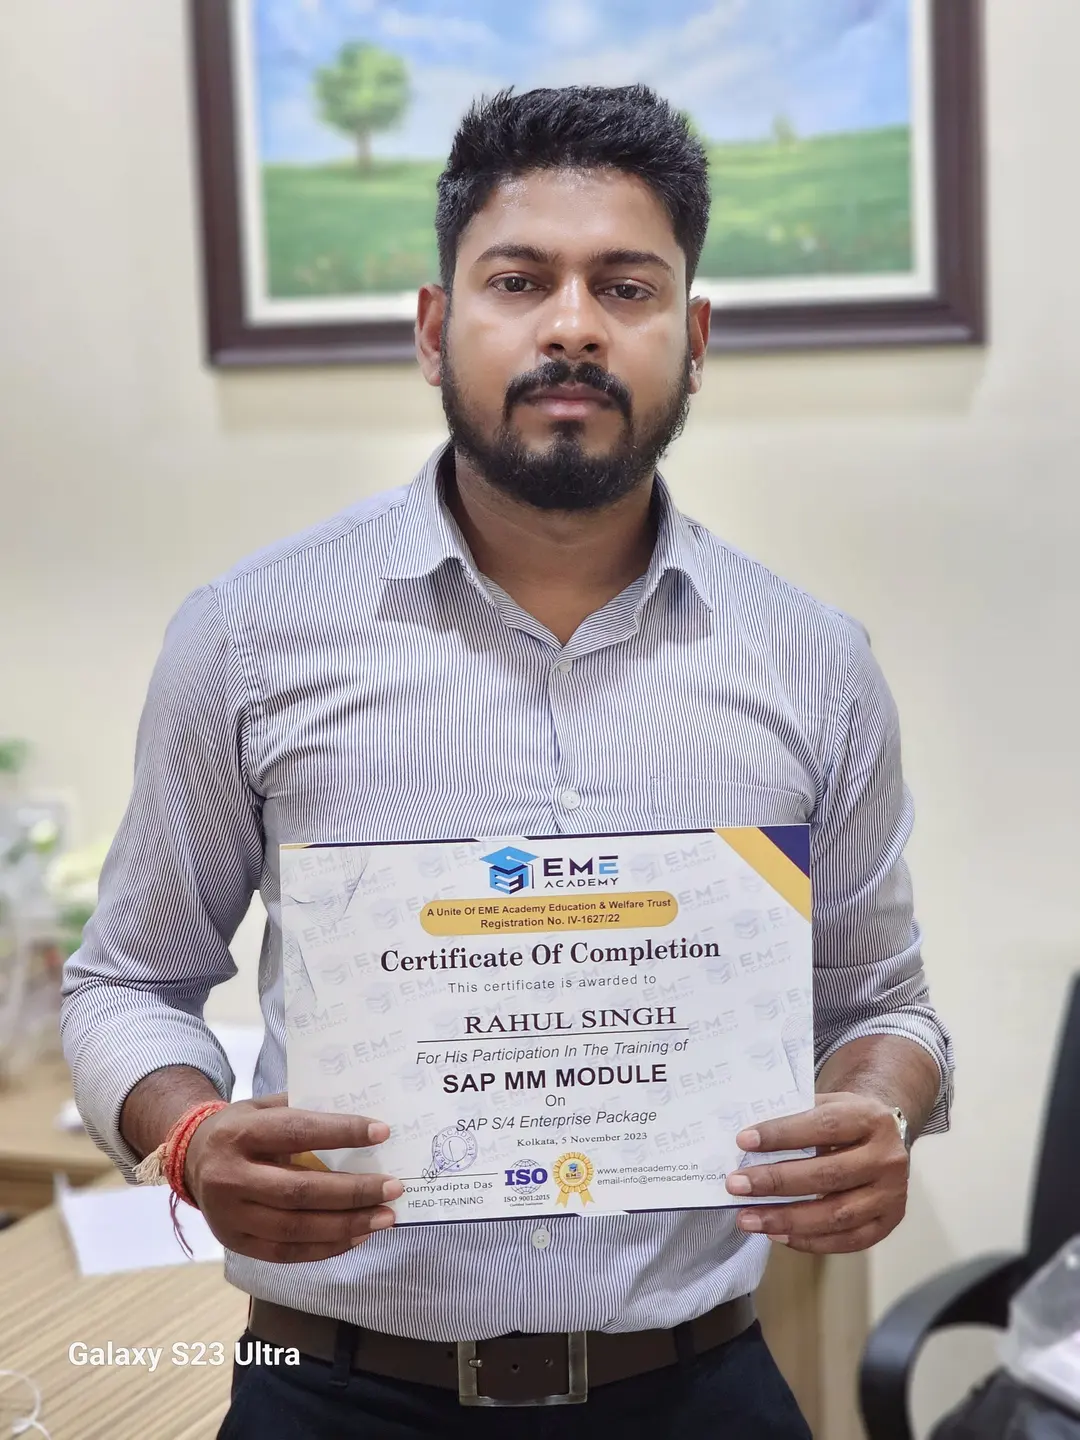 EME
ACADEMY
A Unite Of EME Academy Education & Welfare Trust
Registration No. IV-1627/22
Certificate Of Completion
This certificate is awarded to
RAHUL SINGH
For His Participation In The Training of
SAP MM MODULE
On
SAP S/4 Enterprise Package
Kolkata, 5 November 2023
Soumyadipta Das
HEAD-TRAINING
ISO
ISO 9001:2015
EME
www.emeacademy.co.in
email-info@emeacademy.co.in
Galaxy S23 Ultra